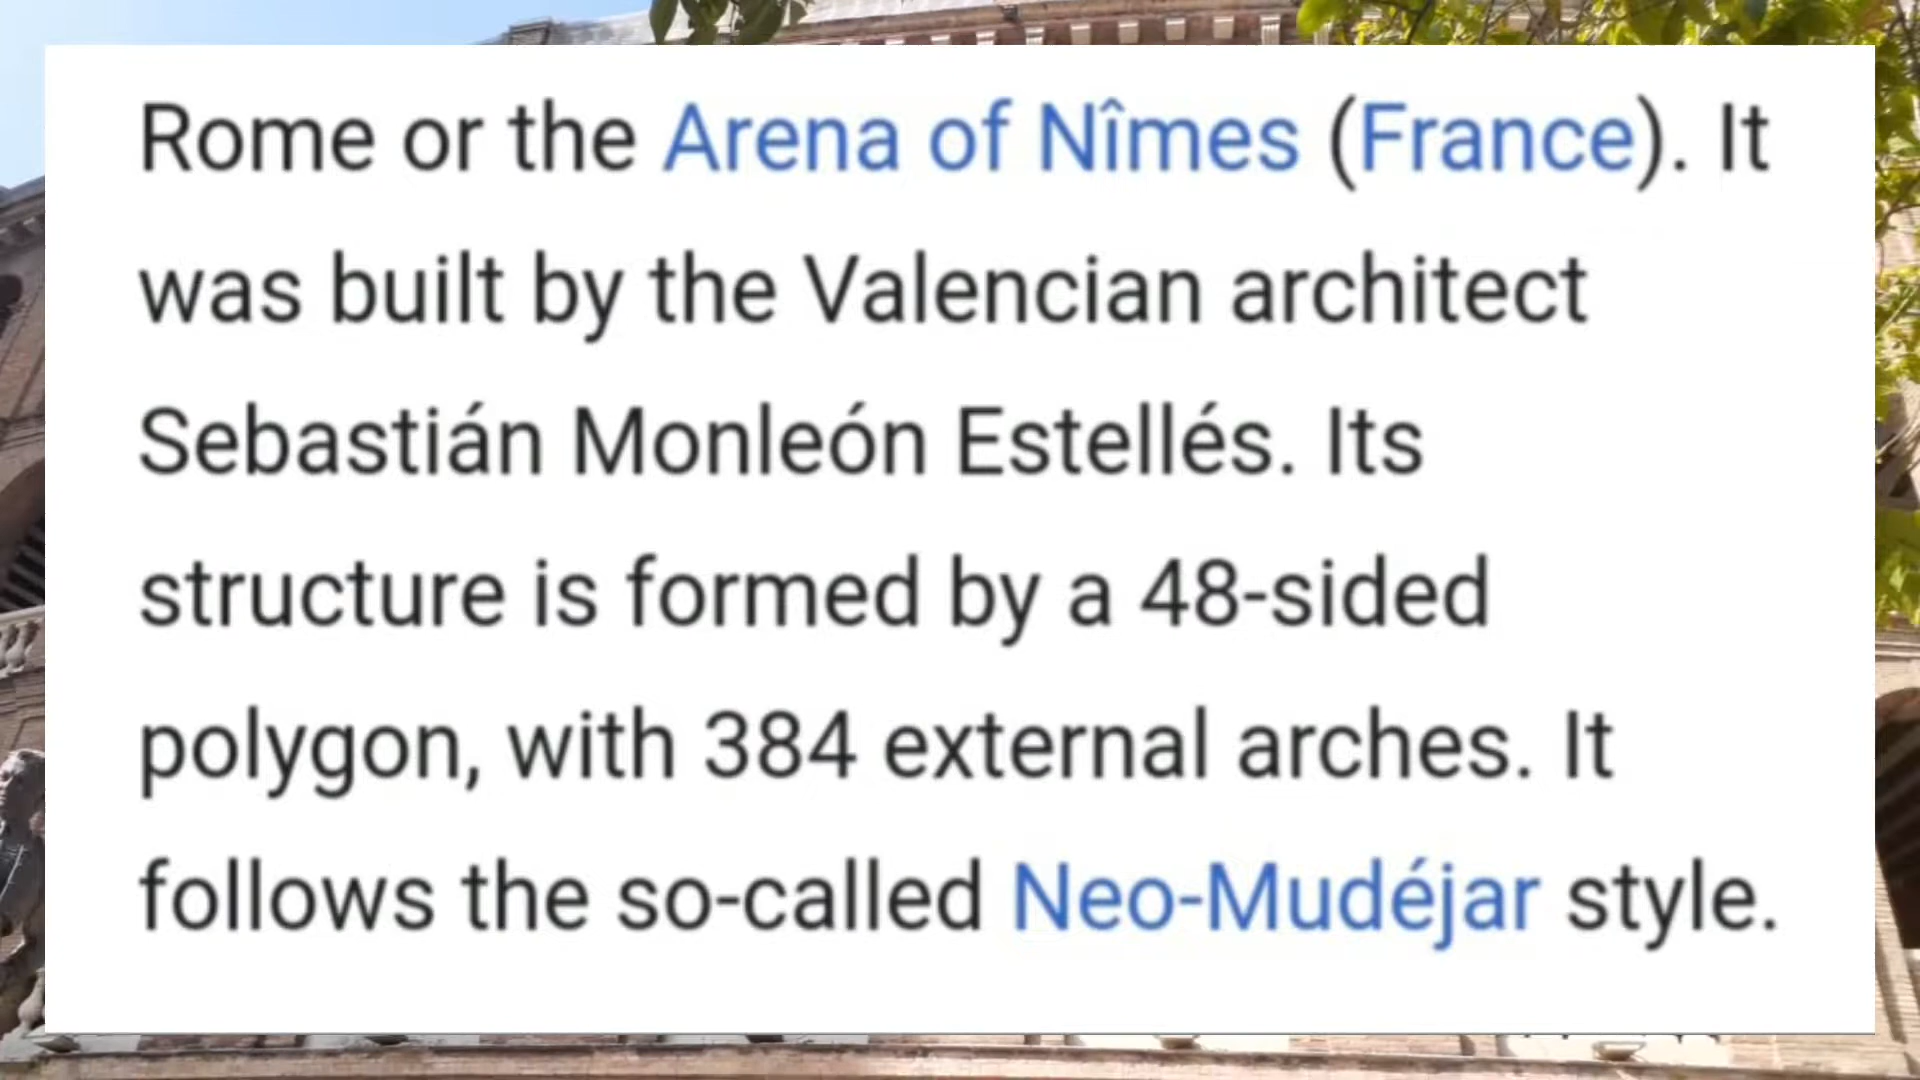 Rome or the Arena of Nîmes (France). It
was built by the Valencian architect
Sebastián Monleón Estellés. Its
structure is formed by a 48-sided
polygon, with 384 external arches. It
follows the so-called Neo-Mudéjar style.